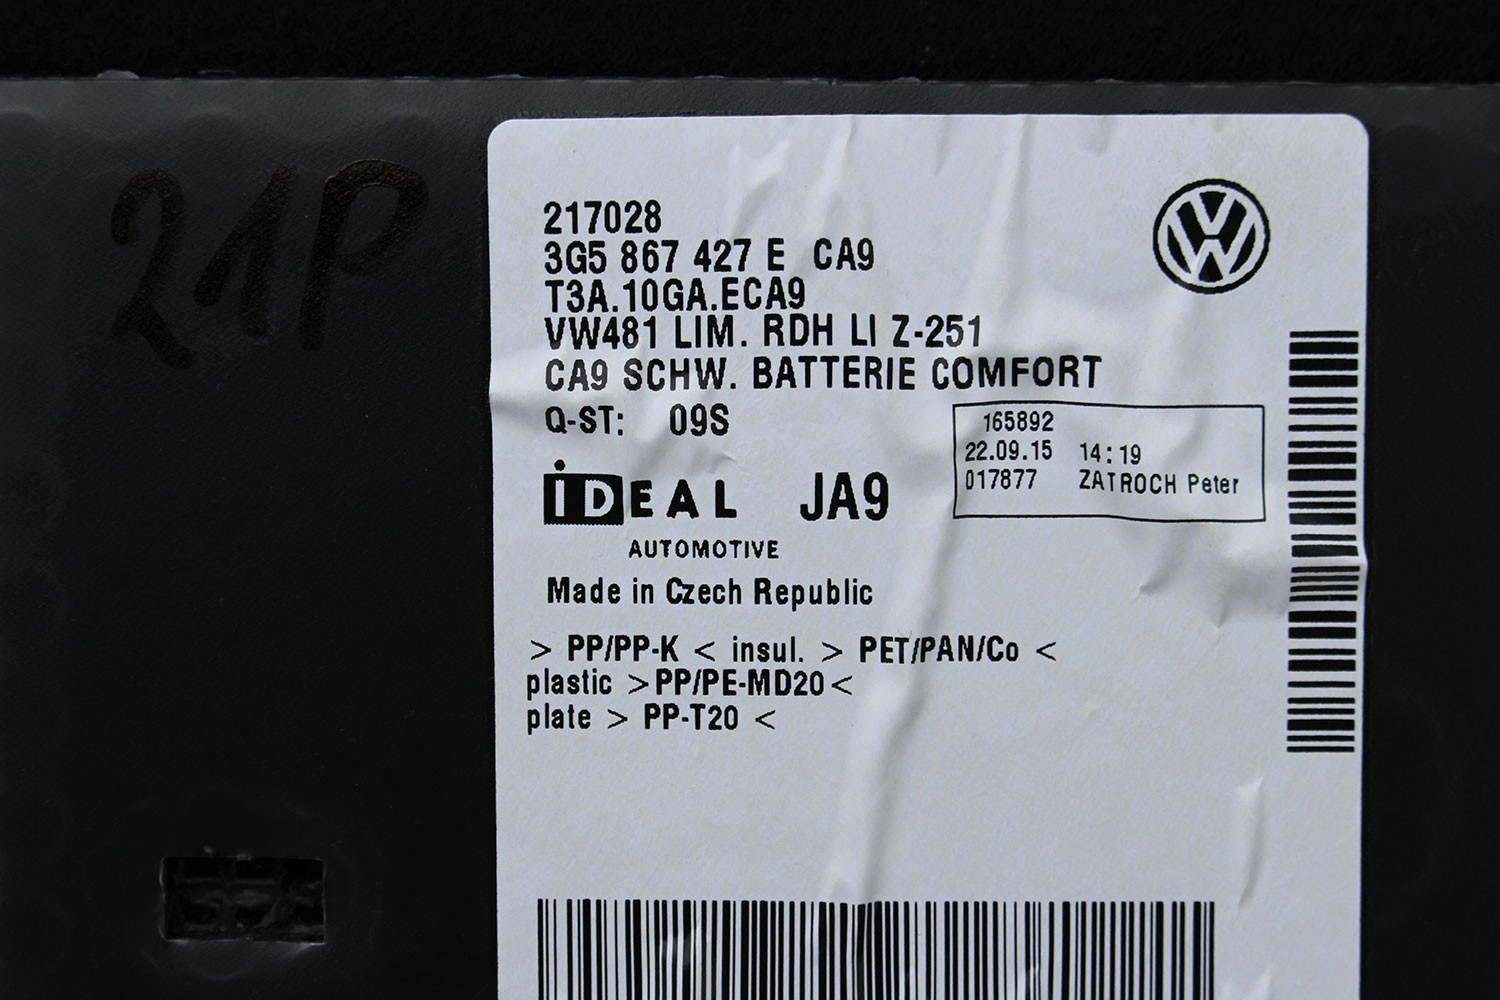 21P
217028
3G5 867 427 E CA9
T3A.10GA.ECA9
VW481 LIM. RDH LI Z-251
CA9 SCHW. BATTERIE COMFORT
Q-ST: 09S
165892
22.09.15 14:19
017877 ZATROCH Peter
iDEAL JA9
AUTOMOTIVE
Made in Czech Republic
> PP/PP-K < insul. > PET/PAN/Co <
plastic >PP/PE-MD20<
plate > PP-T20 <